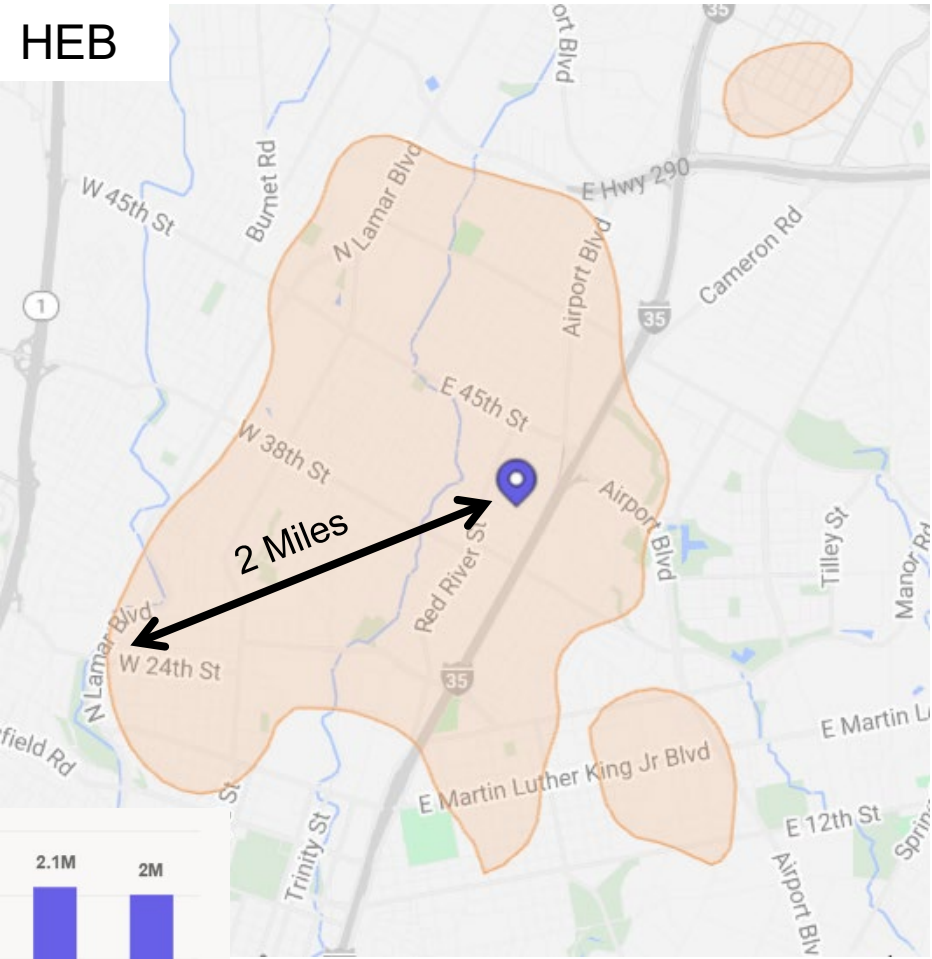 HEB
35
ort Blvd
Burnet Rd
N Lamar Blvd
E Hwy 290
W 45th St
Cameron Rd
Airport Blvd
1
35
E 45th St
W 38th St
Airport Blvd
2 Miles
Red River St
Tilley St
Manor Rd
N Lamar Blvd
W 24th St
35
E Martin L
field Rd
E Martin Luther King Jr Blvd
St
E 12th St
Trinity St
Spring
Airport Blv
2.1M
2M